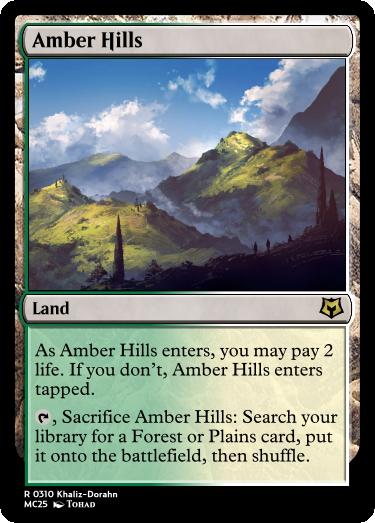 Amber Hills
Land
As Amber Hills enters, you may pay 2
life. If you don't, Amber Hills enters
tapped.
, Sacrifice Amber Hills: Search your
library for a Forest or Plains card, put
it onto the battlefield, then shuffle.
R 0310 Khaliz-Dorahn
MC25 Tohad